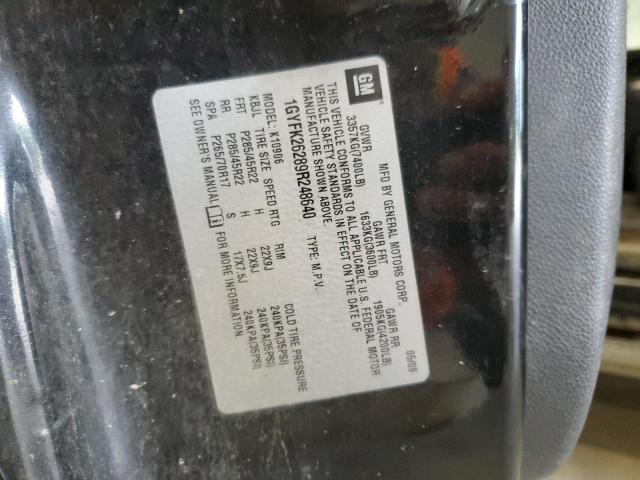 GM
MFD BY GENERAL MOTORS CORP. 05/09
GVWR GAWR FRT GAWR RR
3357KG(7400LB) 1633KG(3600LB) 1905KG(4200LB)
THIS VEHICLE CONFORMS TO ALL APPLICABLE U.S. FEDERAL MOTOR
VEHICLE SAFETY STANDARDS IN EFFECT ON THE DATE OF
MANUFACTURE SHOWN ABOVE.
1GYFK26289R248640 TYPE: M.P.V.
MODEL: K10906
KBJL TIRE SIZE SPEED RTG RIM COLD TIRE PRESSURE
FRT P285/45R22 H 22X9J 240KPA(35PSI)
RR P285/45R22 H 22X9J 240KPA(35PSI)
SPA P265/70R17 S 17X7.5J 240KPA(35PSI)
SEE OWNER'S MANUAL FOR MORE INFORMATION.